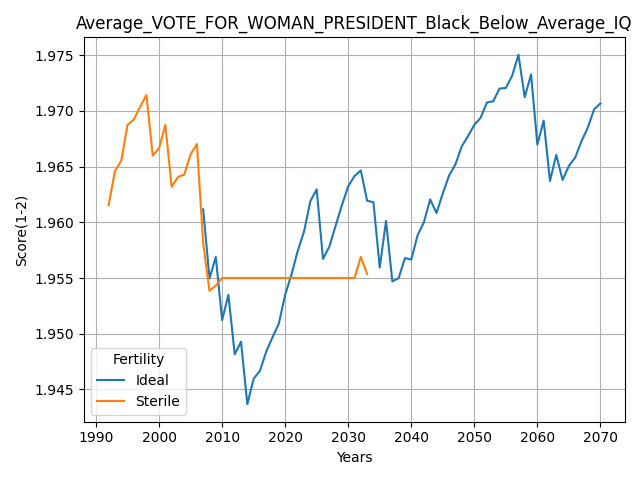 Average_VOTE_FOR_WOMAN_PRESIDENT_Black_Below_Average_IQ
Score(1-2)
1.975
1.970
1.965
1.960
1.955
1.950
1.945
Fertility
Ideal
Sterile
1990 2000 2010 2020 2030 2040 2050 2060 2070
Years